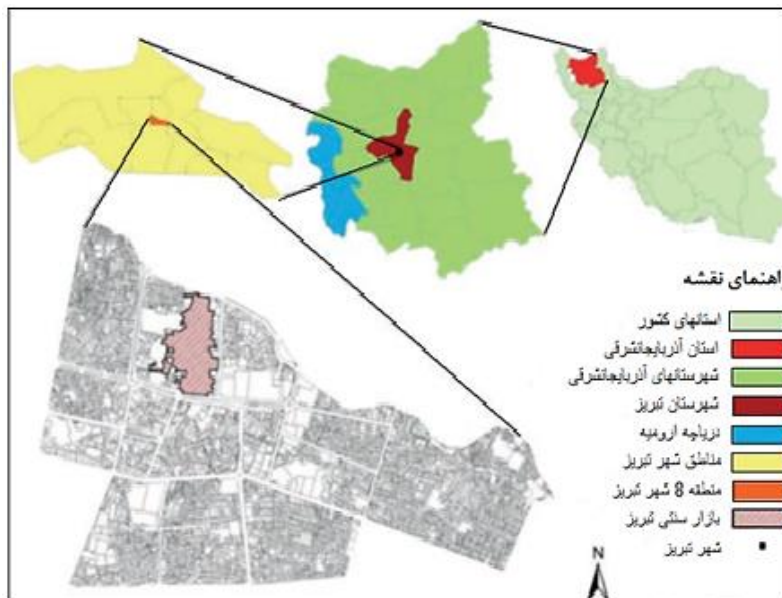 راهنمای نقشه
استانهای کشور
استان آذربایجانشرقی
شهرستانهای آذربایجانشرقی
شهرستان تبریز
دریاچه ارومیه
مناطق شهر تبریز
منطقه 8 شهر تبریز
بازار سنتی تبریز
شهر تبریز
N